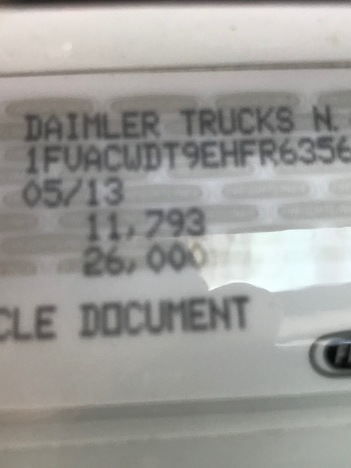 DAIMLER TRUCKS N.
1FVACWDT9EHFR6356
05/13
11,793
26,000
CLE DOCUMENT